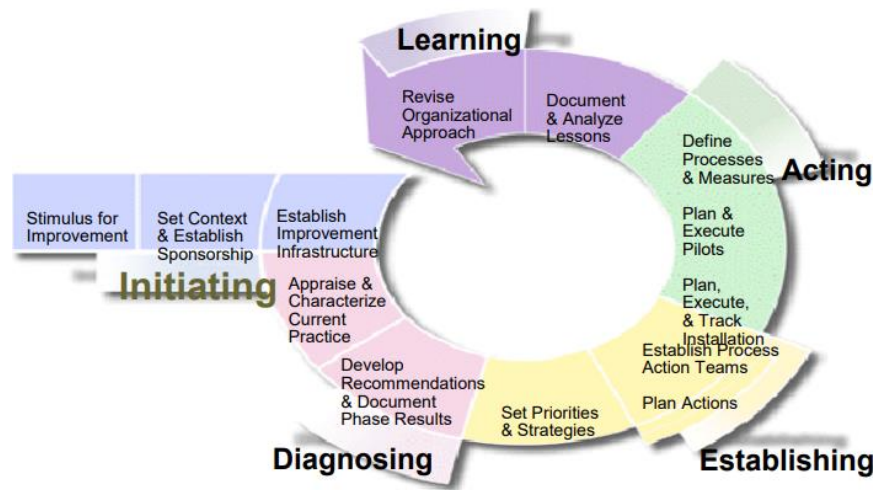 Learning
Revise
Organizational
Approach
Document
& Analyze
Lessons
Define
Processes
& Measures
Acting
Plan &
Execute
Pilots
Plan,
Execute,
& Track
Installation
Stimulus for
Improvement
Set Context
& Establish
Sponsorship
Establish
Improvement
Infrastructure
Initiating
Appraise &
Characterize
Current
Practice
Develop
Recommendations
& Document
Phase Results
Diagnosing
Set Priorities
& Strategies
Establish Process
Action Teams
Plan Actions
Establishing